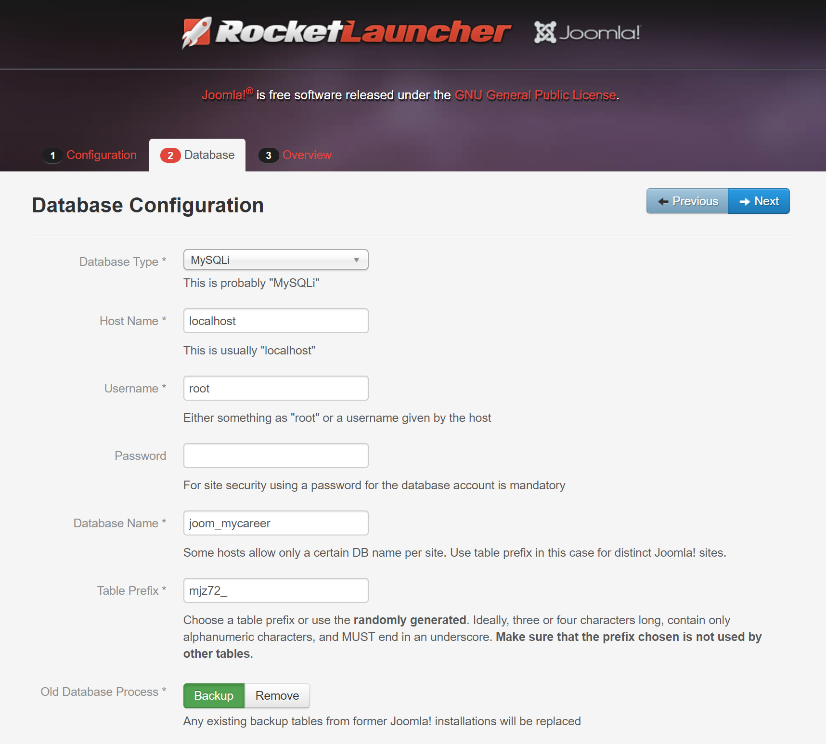 RocketLauncher Joomla!
Joomla!® is free software released under the GNU General Public License.
1 Configuration 2 Database 3 Overview
Database Configuration
Previous Next
Database Type * MySQLi
This is probably "MySQLi"
Host Name * localhost
This is usually "localhost"
Username * root
Either something as "root" or a username given by the host
Password
For site security using a password for the database account is mandatory
Database Name * joom_mycareer
Some hosts allow only a certain DB name per site. Use table prefix in this case for distinct Joomla! sites.
Table Prefix * mjz72_
Choose a table prefix or use the randomly generated. Ideally, three or four characters long, contain only
alphanumeric characters, and MUST end in an underscore. Make sure that the prefix chosen is not used by
other tables.
Old Database Process * Backup Remove
Any existing backup tables from former Joomla! installations will be replaced